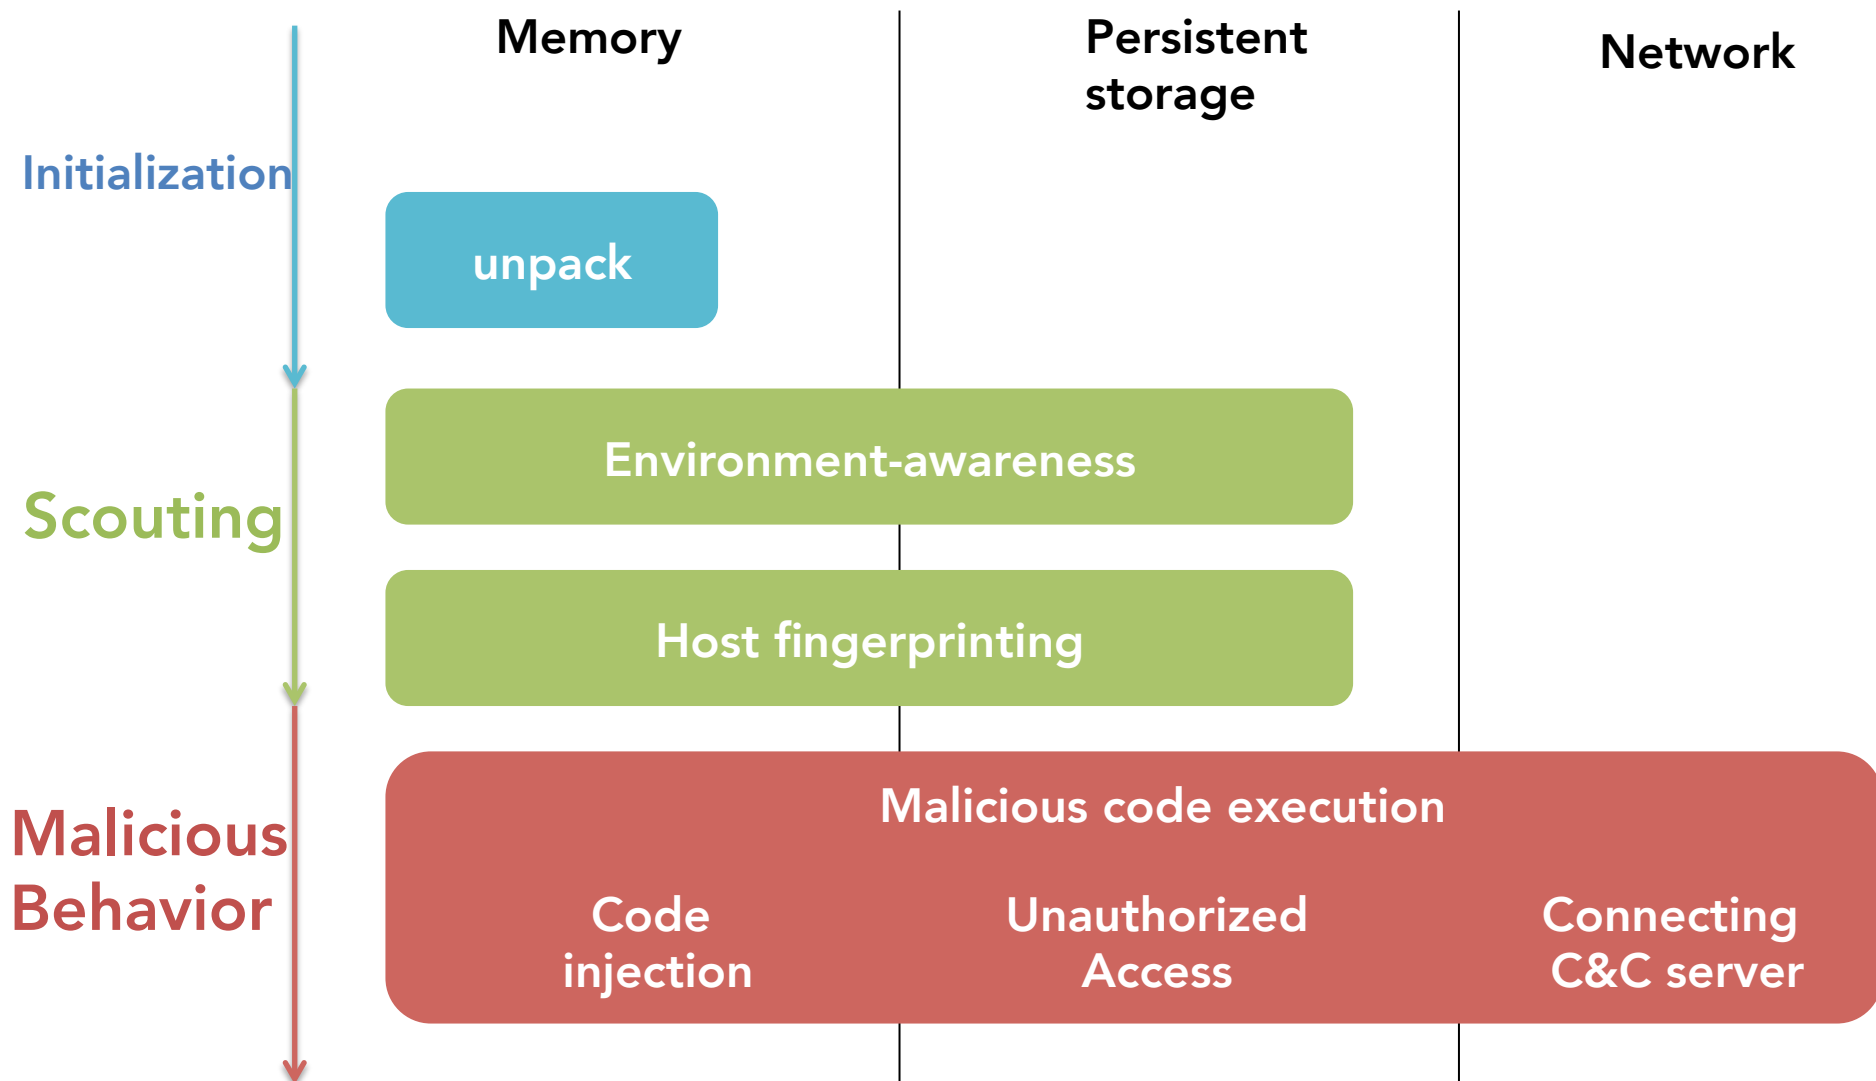 Memory
Persistent
storage
Network
Initialization
unpack
Environment-awareness
Scouting
Host fingerprinting
Malicious code execution
Malicious
Behavior
Code
injection
Unauthorized
Access
Connecting
C&C server